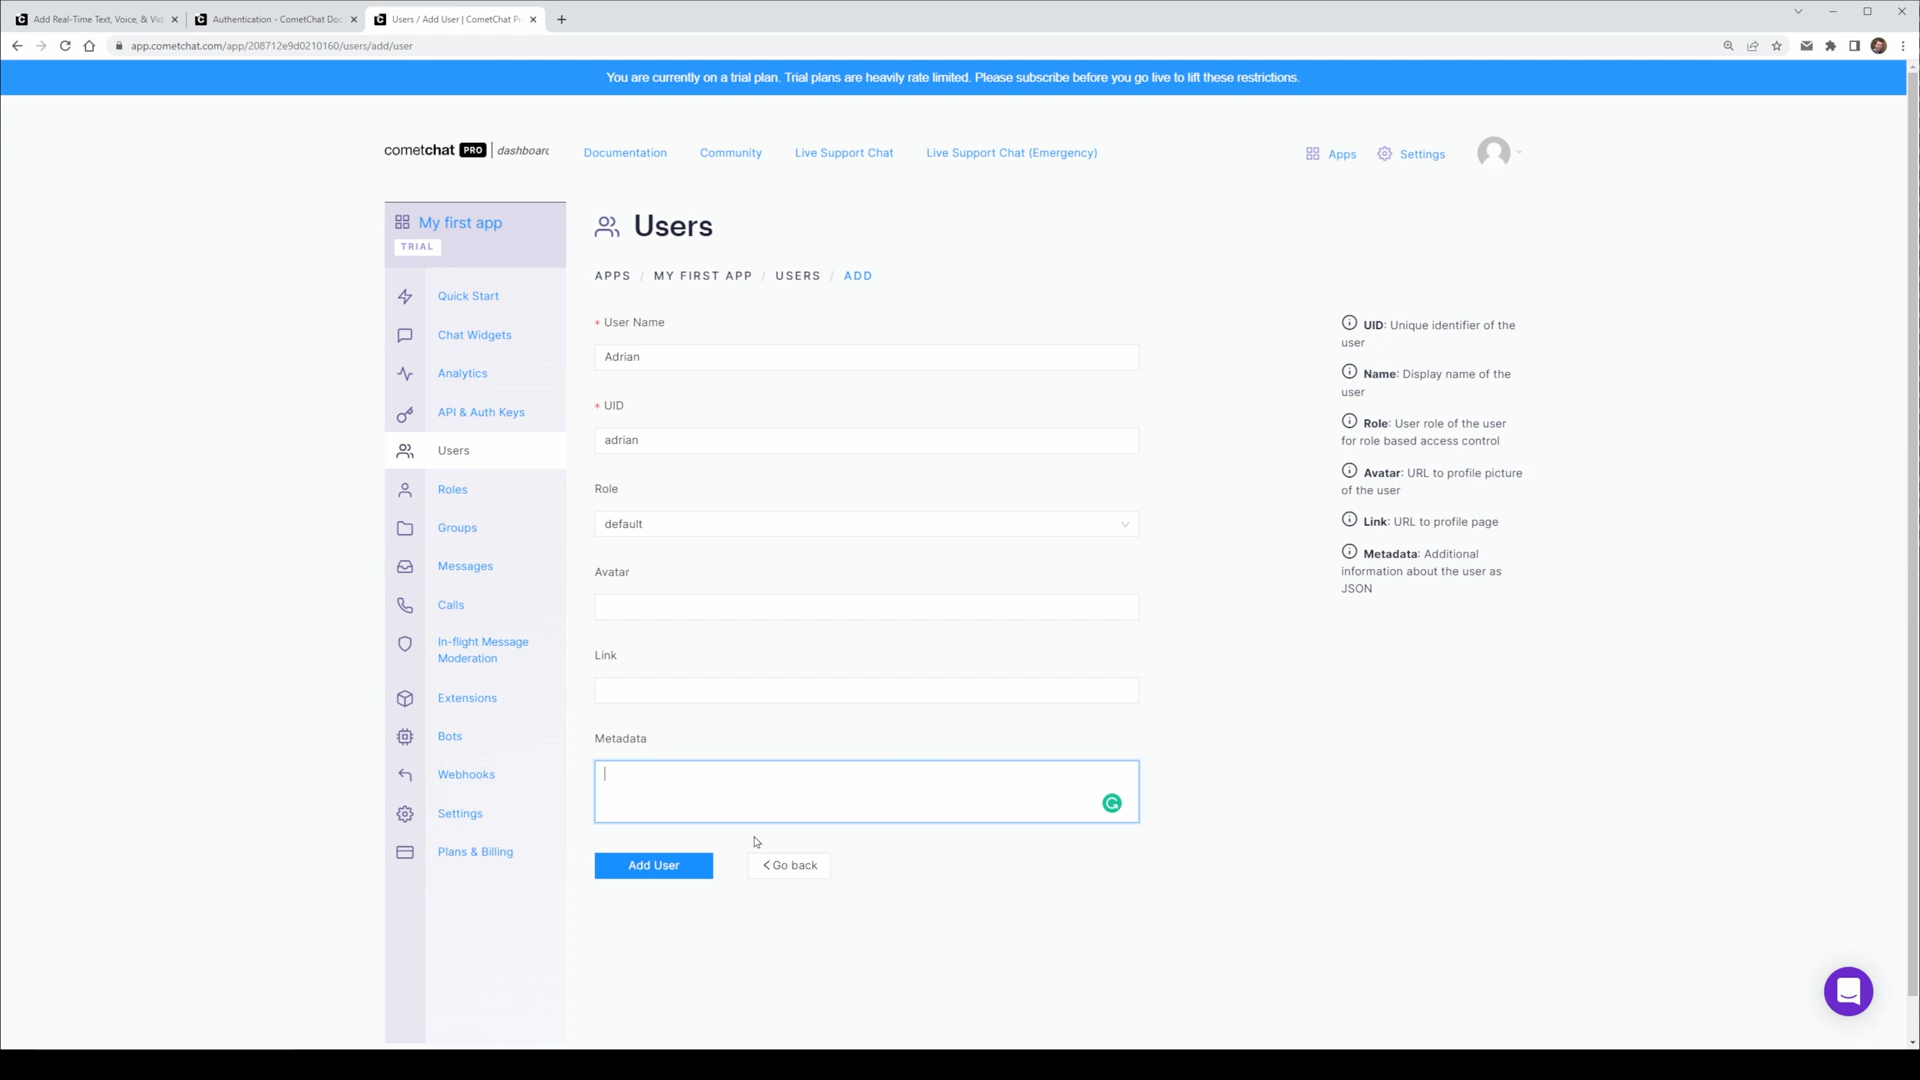 Add Real-Time Text, Voice, & Vid
Authentication - CometChat Doc
Users / Add User | CometChat Pr
app.cometchat.com/app/208712e9d0210160/users/add/user
You are currently on a trial plan. Trial plans are heavily rate limited. Please subscribe before you go live to lift these restrictions.
cometchat PRO | dashboard
Documentation
Community
Live Support Chat
Live Support Chat (Emergency)
Apps
Settings
My first app
TRIAL
Quick Start
Chat Widgets
Analytics
API & Auth Keys
Users
Roles
Groups
Messages
Calls
In-flight Message
Moderation
Extensions
Bots
Webhooks
Settings
Plans & Billing
Users
APPS / MY FIRST APP / USERS / ADD
* User Name
Adrian
* UID
adrian
Role
default
Avatar
Link
Metadata
Add User
Go back
UID: Unique identifier of the
user
Name: Display name of the
user
Role: User role of the user
for role based access control
Avatar: URL to profile picture
of the user
Link: URL to profile page
Metadata: Additional
information about the user as
JSON